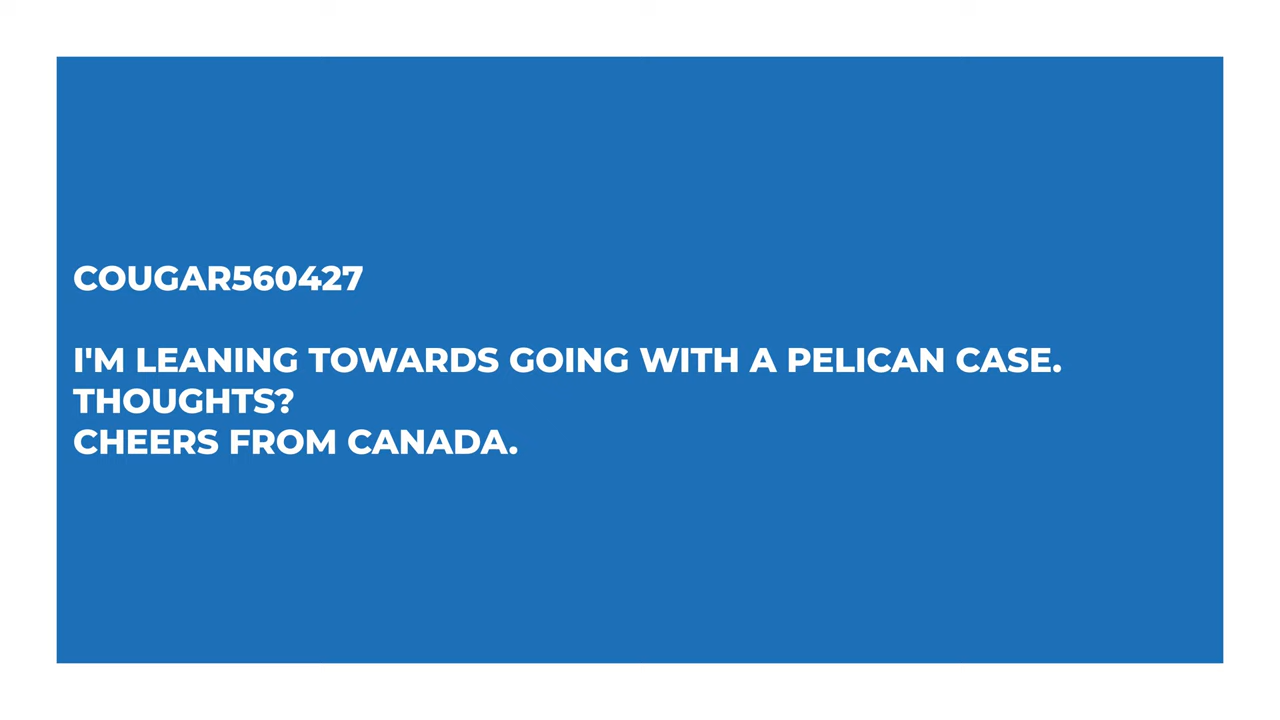 COUGAR560427
I'M LEANING TOWARDS GOING WITH A PELICAN CASE.
THOUGHTS?
CHEERS FROM CANADA.